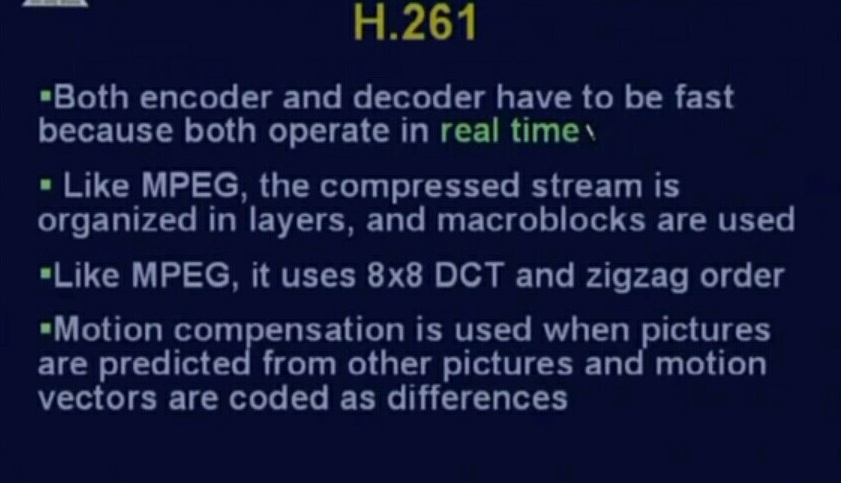 H.261
▪Both encoder and decoder have to be fast
because both operate in real time
▪ Like MPEG, the compressed stream is
organized in layers, and macroblocks are used
▪Like MPEG, it uses 8x8 DCT and zigzag order
▪Motion compensation is used when pictures
are predicted from other pictures and motion
vectors are coded as differences